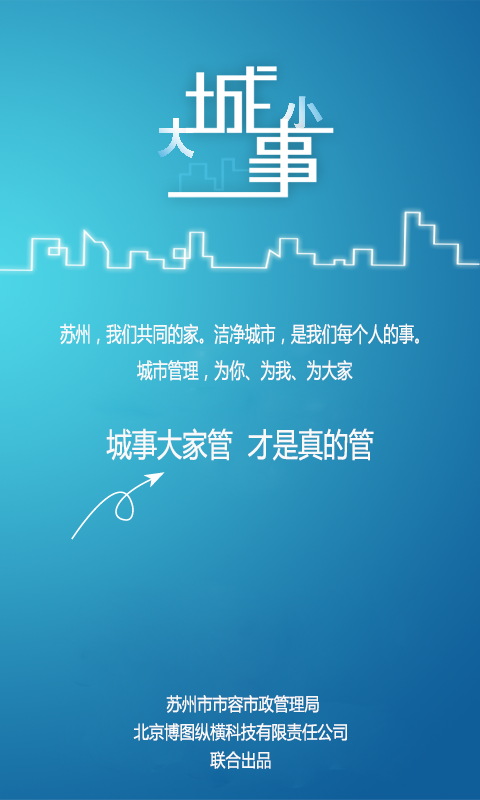 大城小事
苏州，我们共同的家。洁净城市，是我们每个人的事。
城市管理，为你、为我、为大家
城事大家管 才是真的管
苏州市市容市政管理局
北京博图纵横科技有限责任公司
联合出品